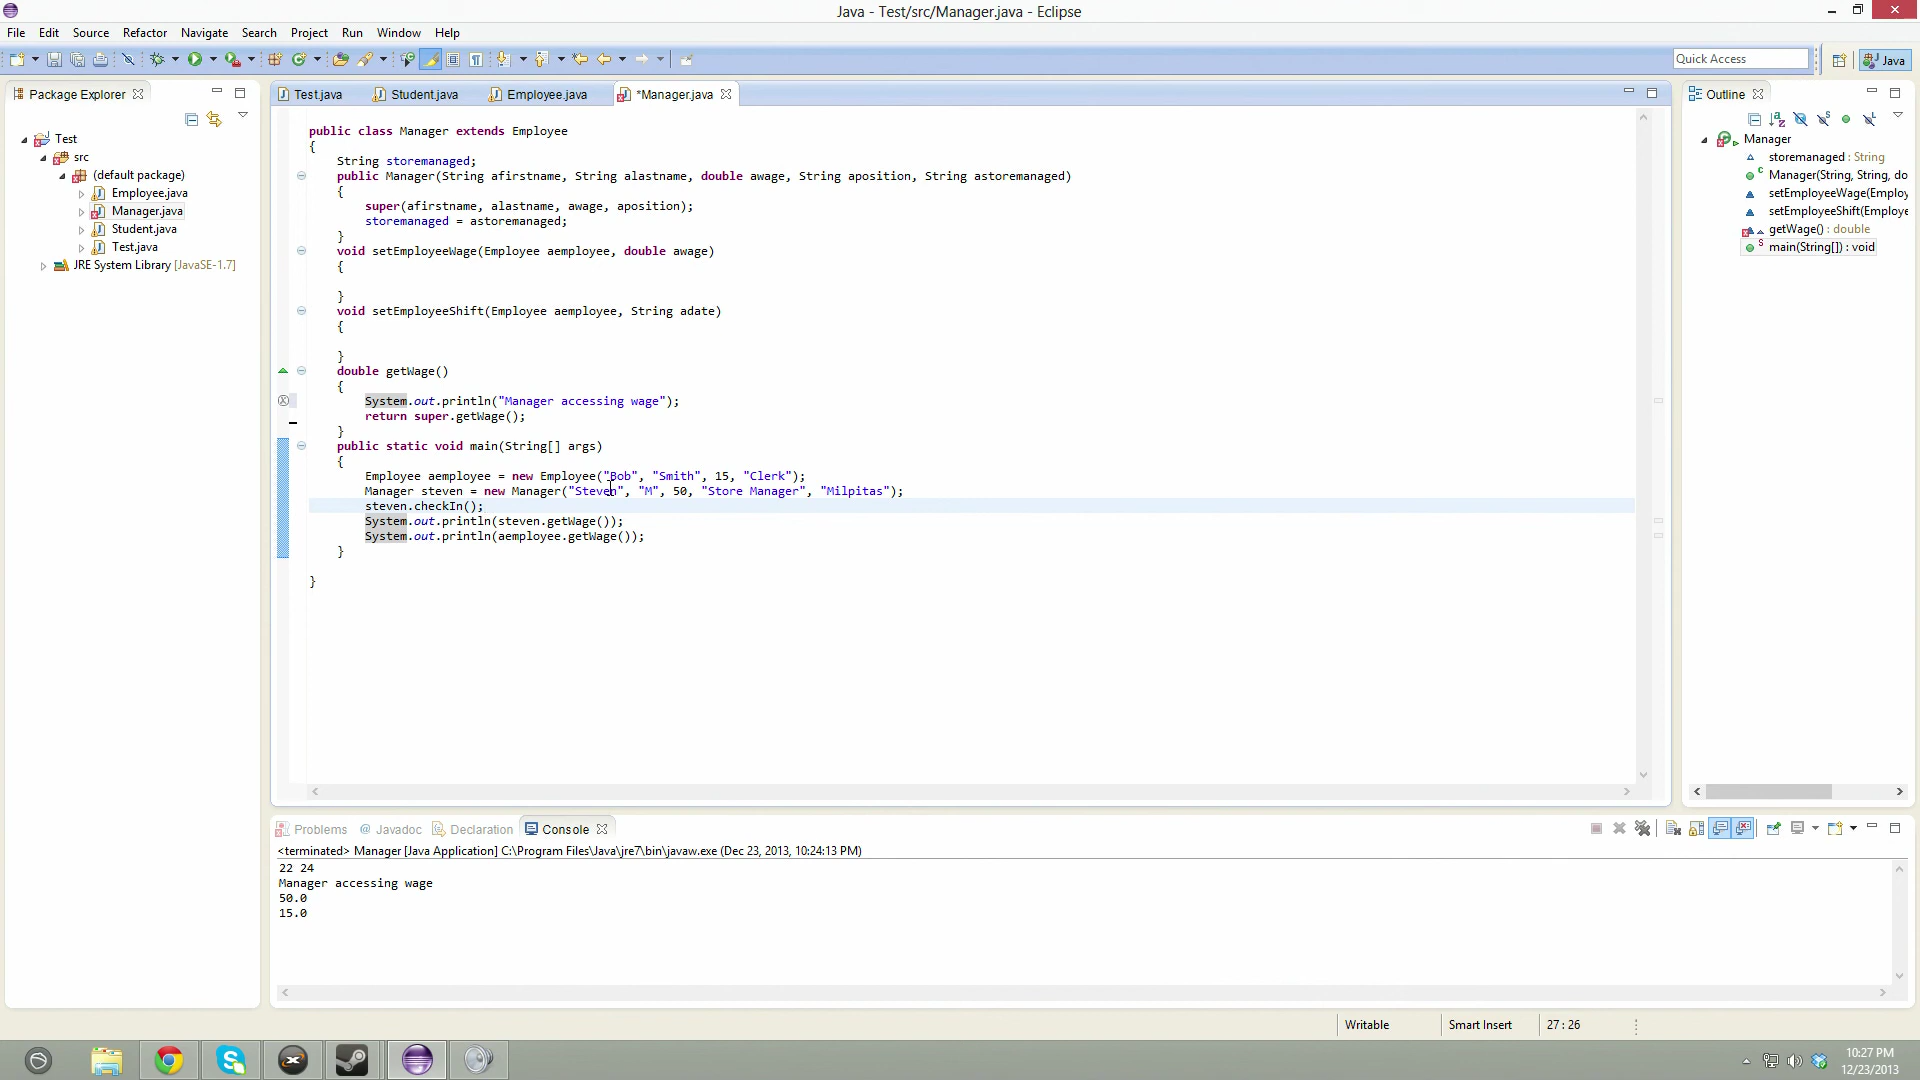 Java - Test/src/Manager.java - Eclipse
File Edit Source Refactor Navigate Search Project Run Window Help
Quick Access
Java
Package Explorer
Test.java Student.java Employee.java *Manager.java
Outline
Test
src
(default package)
Employee.java
Manager.java
Student.java
Test.java
JRE System Library [JavaSE-1.7]
public class Manager extends Employee
{
String storemanaged;
public Manager(String afirstname, String alastname, double awage, String aposition, String astoremanaged)
{
super(afirstname, alastname, awage, aposition);
storemanaged = astoremanaged;
}
void setEmployeeWage(Employee aemployee, double awage)
{
}
void setEmployeeShift(Employee aemployee, String adate)
{
}
double getWage()
{
System.out.println("Manager accessing wage");
return super.getWage();
}
public static void main(String[] args)
{
Employee aemployee = new Employee("Bob", "Smith", 15, "Clerk");
Manager steven = new Manager("Steven", "M", 50, "Store Manager", "Milpitas");
steven.checkIn();
System.out.println(steven.getWage());
System.out.println(aemployee.getWage());
}
}
Manager
storemanaged : String
Manager(String, String, do
setEmployeeWage(Employ
setEmployeeShift(Employe
getWage() : double
main(String[]) : void
Problems Javadoc Declaration Console
<terminated> Manager [Java Application] C:\Program Files\Java\jre7\bin\javaw.exe (Dec 23, 2013, 10:24:13 PM)
22 24
Manager accessing wage
50.0
15.0
Writable Smart Insert 27 : 26
10:27 PM
12/23/2013